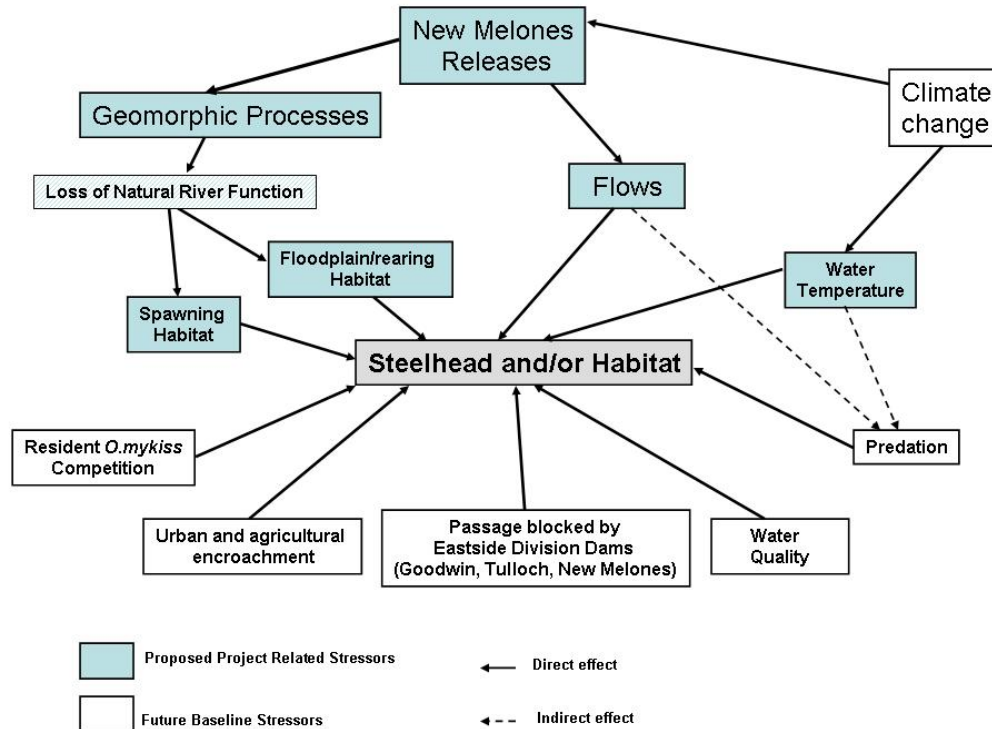 New Melones
Releases
Climate
change
Geomorphic Processes
Loss of Natural River Function
Flows
Floodplain/rearing
Habitat
Water
Temperature
Spawning
Habitat
Steelhead and/or Habitat
Resident O.mykiss
Competition
Predation
Urban and agricultural
encroachment
Passage blocked by
Eastside Division Dams
(Goodwin, Tulloch, New Melones)
Water
Quality
Proposed Project Related Stressors
Direct effect
Future Baseline Stressors
Indirect effect